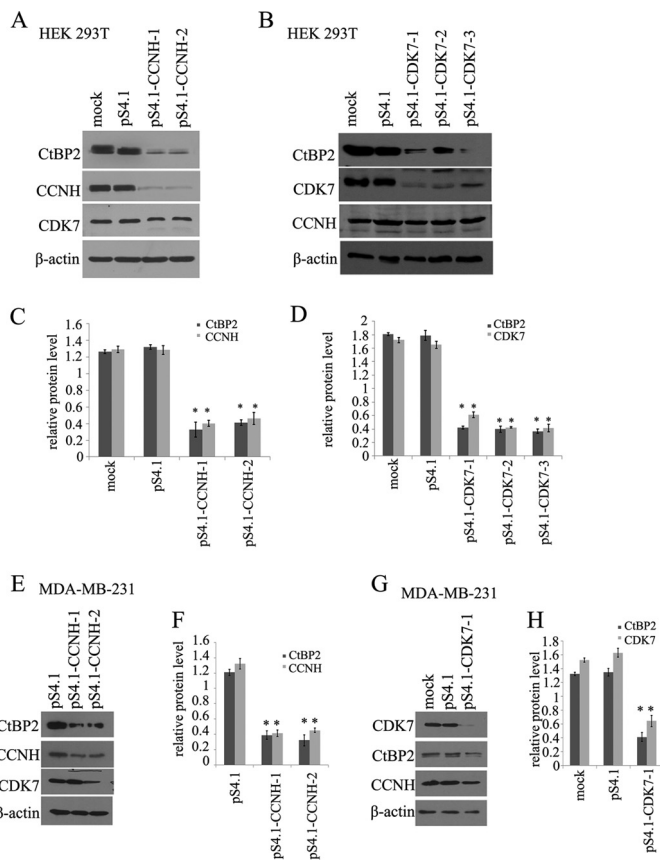 A
HEK 293T
mock
pS4.1
pS4.1-CCNH-1
pS4.1-CCNH-2
CtBP2
CCNH
CDK7
β-actin
B
HEK 293T
mock
pS4.1
pS4.1-CDK7-1
pS4.1-CDK7-2
pS4.1-CDK7-3
CtBP2
CDK7
CCNH
β-actin
C
relative protein level
1.6
1.4
1.2
1
0.8
0.6
0.4
0.2
0
CtBP2
CCNH
* *
* *
mock
pS4.1
pS4.1-CCNH-1
pS4.1-CCNH-2
D
relative protein level
2
1.8
1.6
1.4
1.2
1
0.8
0.6
0.4
0.2
0
CtBP2
CDK7
* *
* *
* *
mock
pS4.1
pS4.1-CDK7-1
pS4.1-CDK7-2
pS4.1-CDK7-3
E
MDA-MB-231
pS4.1
pS4.1-CCNH-1
pS4.1-CCNH-2
CtBP2
CCNH
CDK7
β-actin
F
relative protein level
1.6
1.4
1.2
1
0.8
0.6
0.4
0.2
0
CtBP2
CCNH
* *
* *
pS4.1
pS4.1-CCNH-1
pS4.1-CCNH-2
G
MDA-MB-231
mock
pS4.1
pS4.1-CDK7-1
CDK7
CtBP2
CCNH
β-actin
H
relative protein level
1.8
1.6
1.4
1.2
1
0.8
0.6
0.4
0.2
0
CtBP2
CDK7
* *
mock
pS4.1
pS4.1-CDK7-1